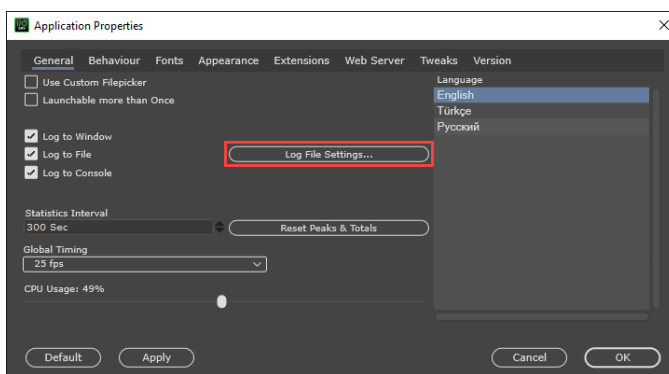 Application Properties
General Behaviour Fonts Appearance Extensions Web Server Tweaks Version
Use Custom Filepicker
Launchable more than Once
Log to Window
Log to File
Log File Settings...
Log to Console
Statistics Interval
300 Sec
Reset Peaks & Totals
Global Timing
25 fps
CPU Usage: 49%
Language
English
Türkçe
Русский
Default
Apply
Cancel
OK